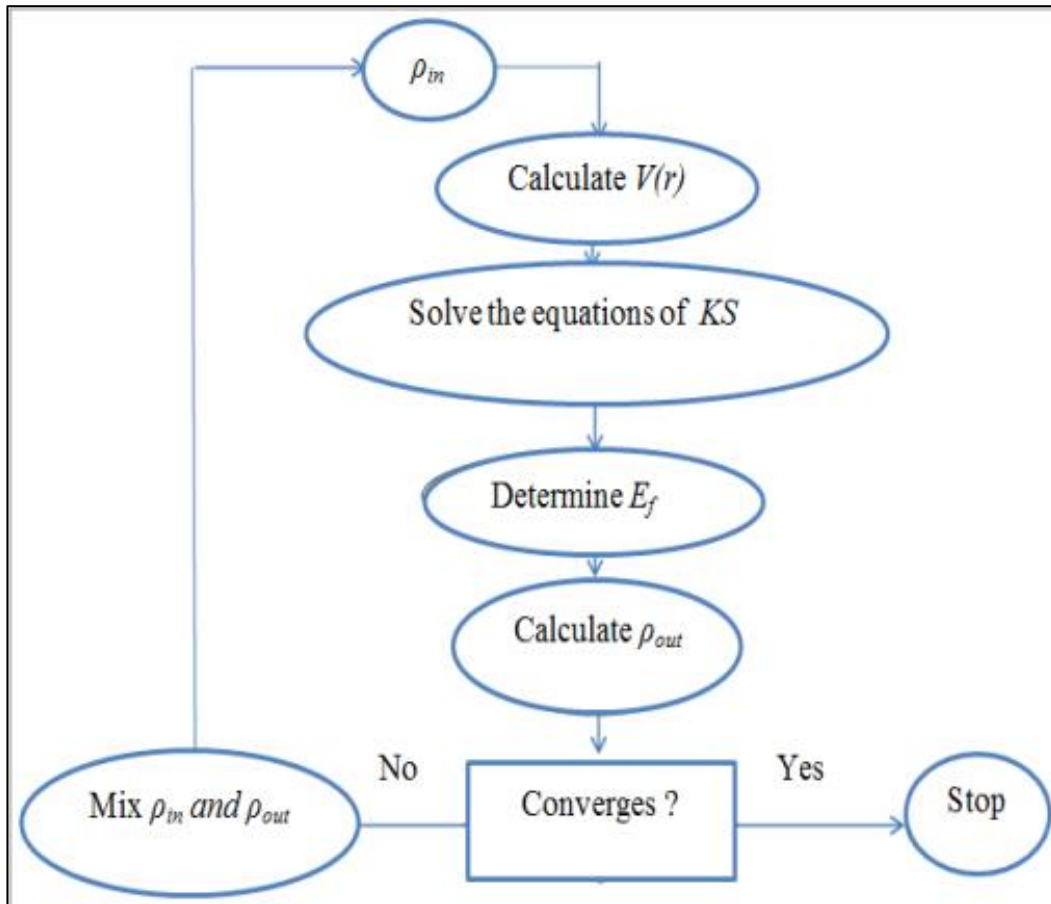 ρin
Calculate V(r)
Solve the equations of KS
Determine Ef
Calculate ρout
Converges ?
No
Yes
Mix ρin and ρout
Stop